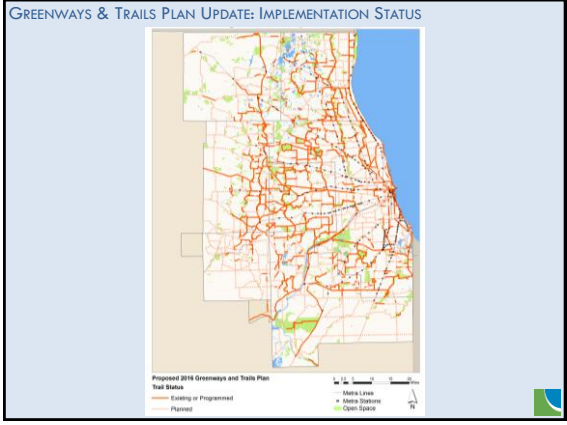 GREENWAYS & TRAILS PLAN UPDATE: IMPLEMENTATION STATUS
Proposed 2016 Greenways and Trails Plan
Trail Status
Existing or Programmed
Planned
Metra Lines
Metra Stations
Open Space
N